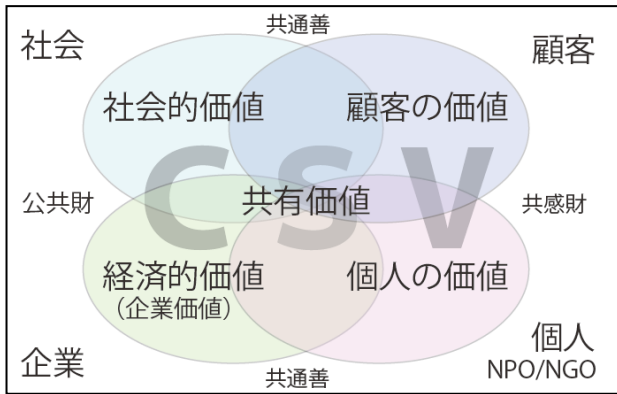 共通善
社会
顧客
社会的価値
顧客の価値
CSV
公共財
共有価値
共感財
経済的価値
（企業価値）
個人の価値
企業
個人
NPO/NGO
共通善